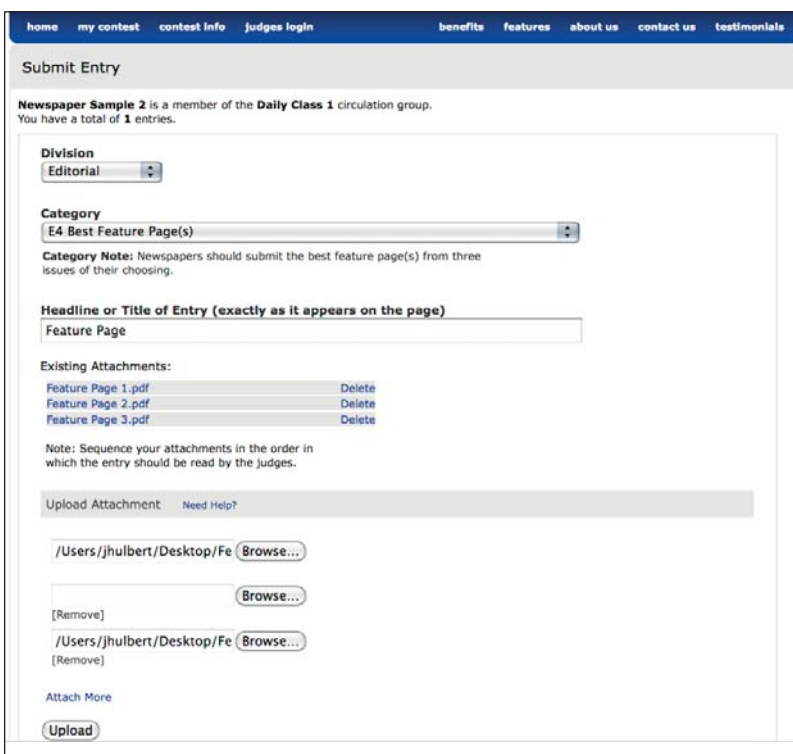 home my contest contest info judges login benefits features about us contact us testimonials
Submit Entry
Newspaper Sample 2 is a member of the Daily Class 1 circulation group.
You have a total of 1 entries.
Division
Editorial
Category
E4 Best Feature Page(s)
Category Note: Newspapers should submit the best feature page(s) from three
issues of their choosing.
Headline or Title of Entry (exactly as it appears on the page)
Feature Page
Existing Attachments:
Feature Page 1.pdf Delete
Feature Page 2.pdf Delete
Feature Page 3.pdf Delete
Note: Sequence your attachments in the order in
which the entry should be read by the judges.
Upload Attachment Need Help?
/Users/jhulbert/Desktop/Fe Browse...
Browse...
[Remove]
/Users/jhulbert/Desktop/Fe Browse...
[Remove]
Attach More
Upload